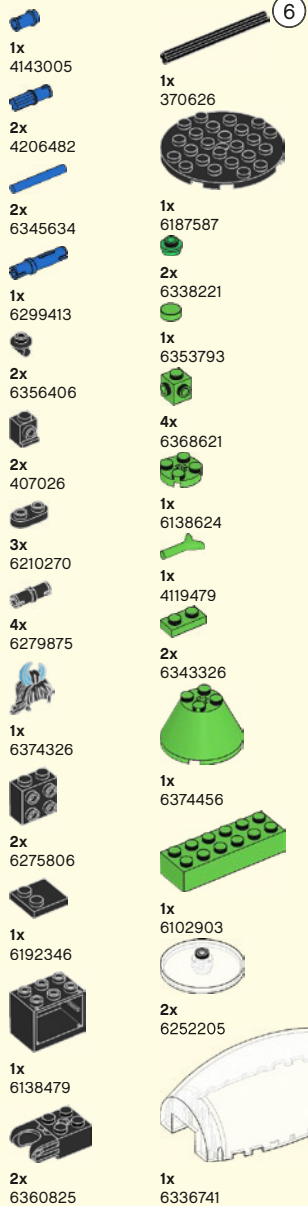 1x
4143005
2x
4206482
2x
6345634
1x
6299413
2x
6356406
2x
407026
3x
6210270
4x
6279875
1x
6374326
2x
6275806
1x
6192346
1x
6138479
2x
6360825
6
1x
370626
1x
6187587
2x
6338221
1x
6353793
4x
6368621
1x
6138624
1x
4119479
2x
6343326
1x
6374456
1x
6102903
2x
6252205
1x
6336741